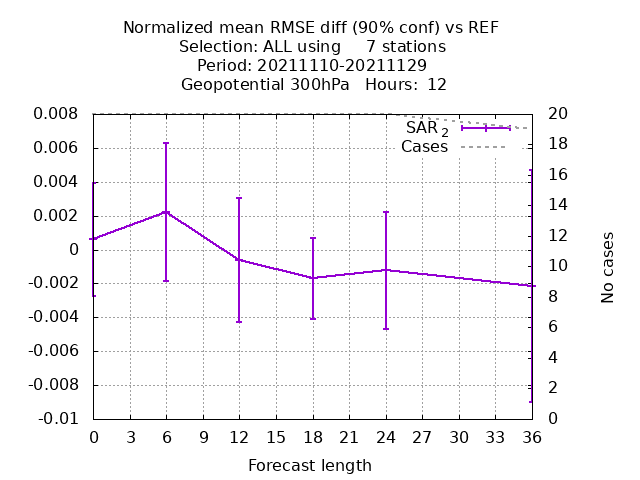 Normalized mean RMSE diff (90% conf) vs REF
Selection: ALL using     7 stations
Period: 20211110-20211129
Geopotential 300hPa   Hours:  12
0.008
0.006
0.004
0.002
0
-0.002
-0.004
-0.006
-0.008
-0.01
SAR 2
Cases
20
18
16
14
12
10
8
6
4
2
0
No cases
0 3 6 9 12 15 18 21 24 27 30 33 36
Forecast length